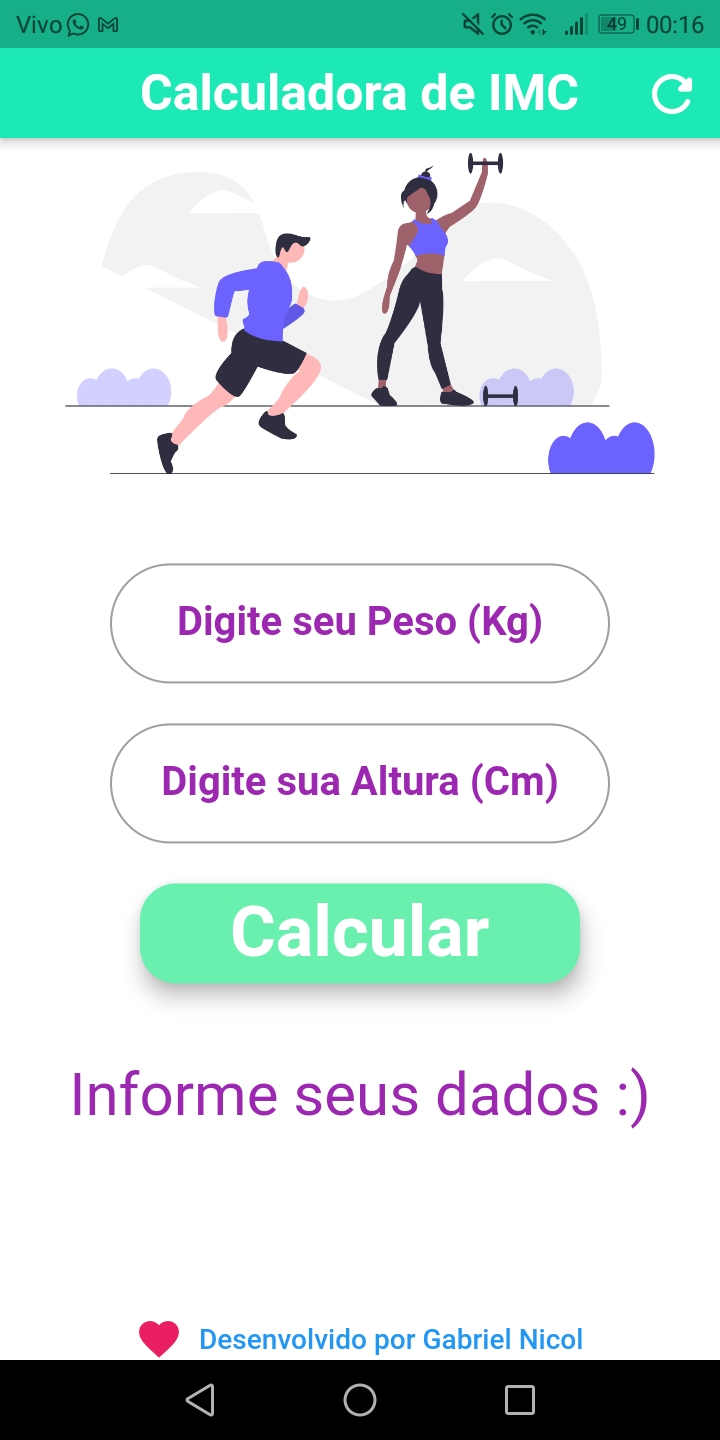 Vivo 49 00:16
Calculadora de IMC
Digite seu Peso (Kg)
Digite sua Altura (Cm)
Calcular
Informe seus dados :)
Desenvolvido por Gabriel Nicol